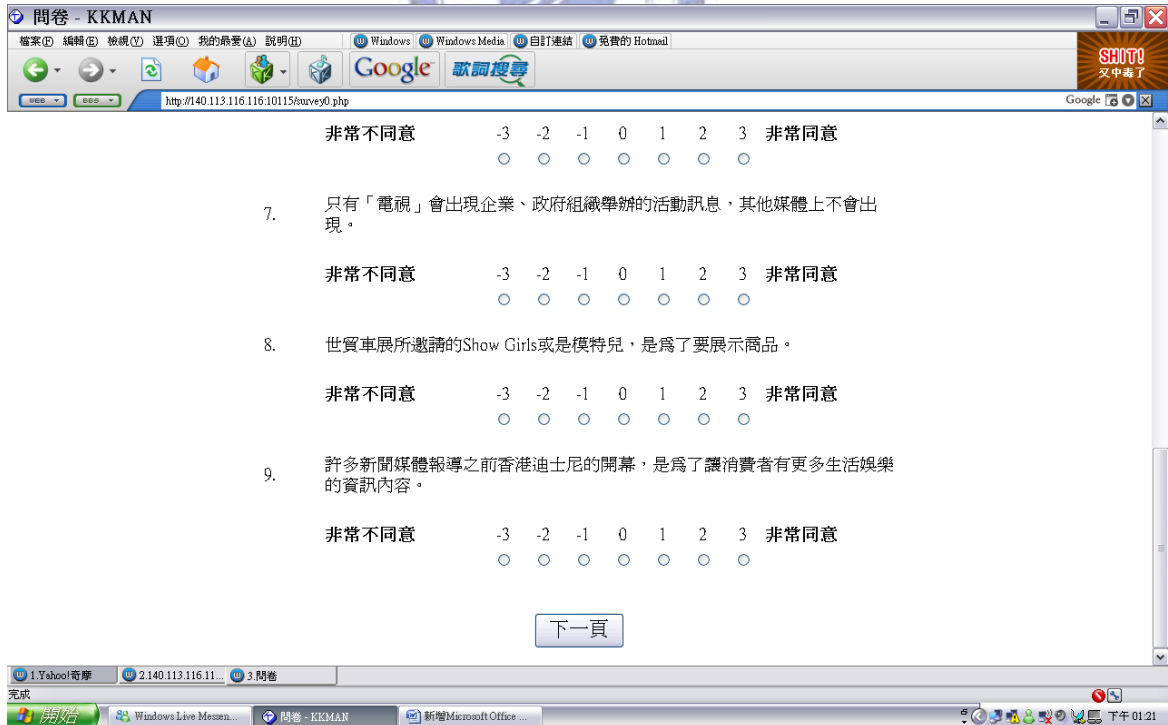 問卷 - KKMAN
檔案(F) 編輯(E) 檢視(V) 選項(O) 我的最愛(A) 說明(H) Windows Windows Media 自訂連結 免費的 Hotmail
Google 歌詞搜尋 SHIT!
又中毒了
WEB BBS http://140.113.116.116:10115/survey0.php Google
非常不同意 -3 -2 -1 0 1 2 3 非常同意
7. 只有「電視」會出現企業、政府組織舉辦的活動訊息，其他媒體上不會出
現。
非常不同意 -3 -2 -1 0 1 2 3 非常同意
8. 世貿車展所邀請的Show Girls或是模特兒，是為了要展示商品。
非常不同意 -3 -2 -1 0 1 2 3 非常同意
9. 許多新聞媒體報導之前香港迪士尼的開幕，是為了讓消費者有更多生活娛樂
的資訊內容。
非常不同意 -3 -2 -1 0 1 2 3 非常同意
下一頁
1.Yahoo!奇摩 2.140.113.116.11... 3.問卷
完成
開始 Windows Live Messen... 問卷 - KKMAN 新增Microsoft Office ... 下午 01:21